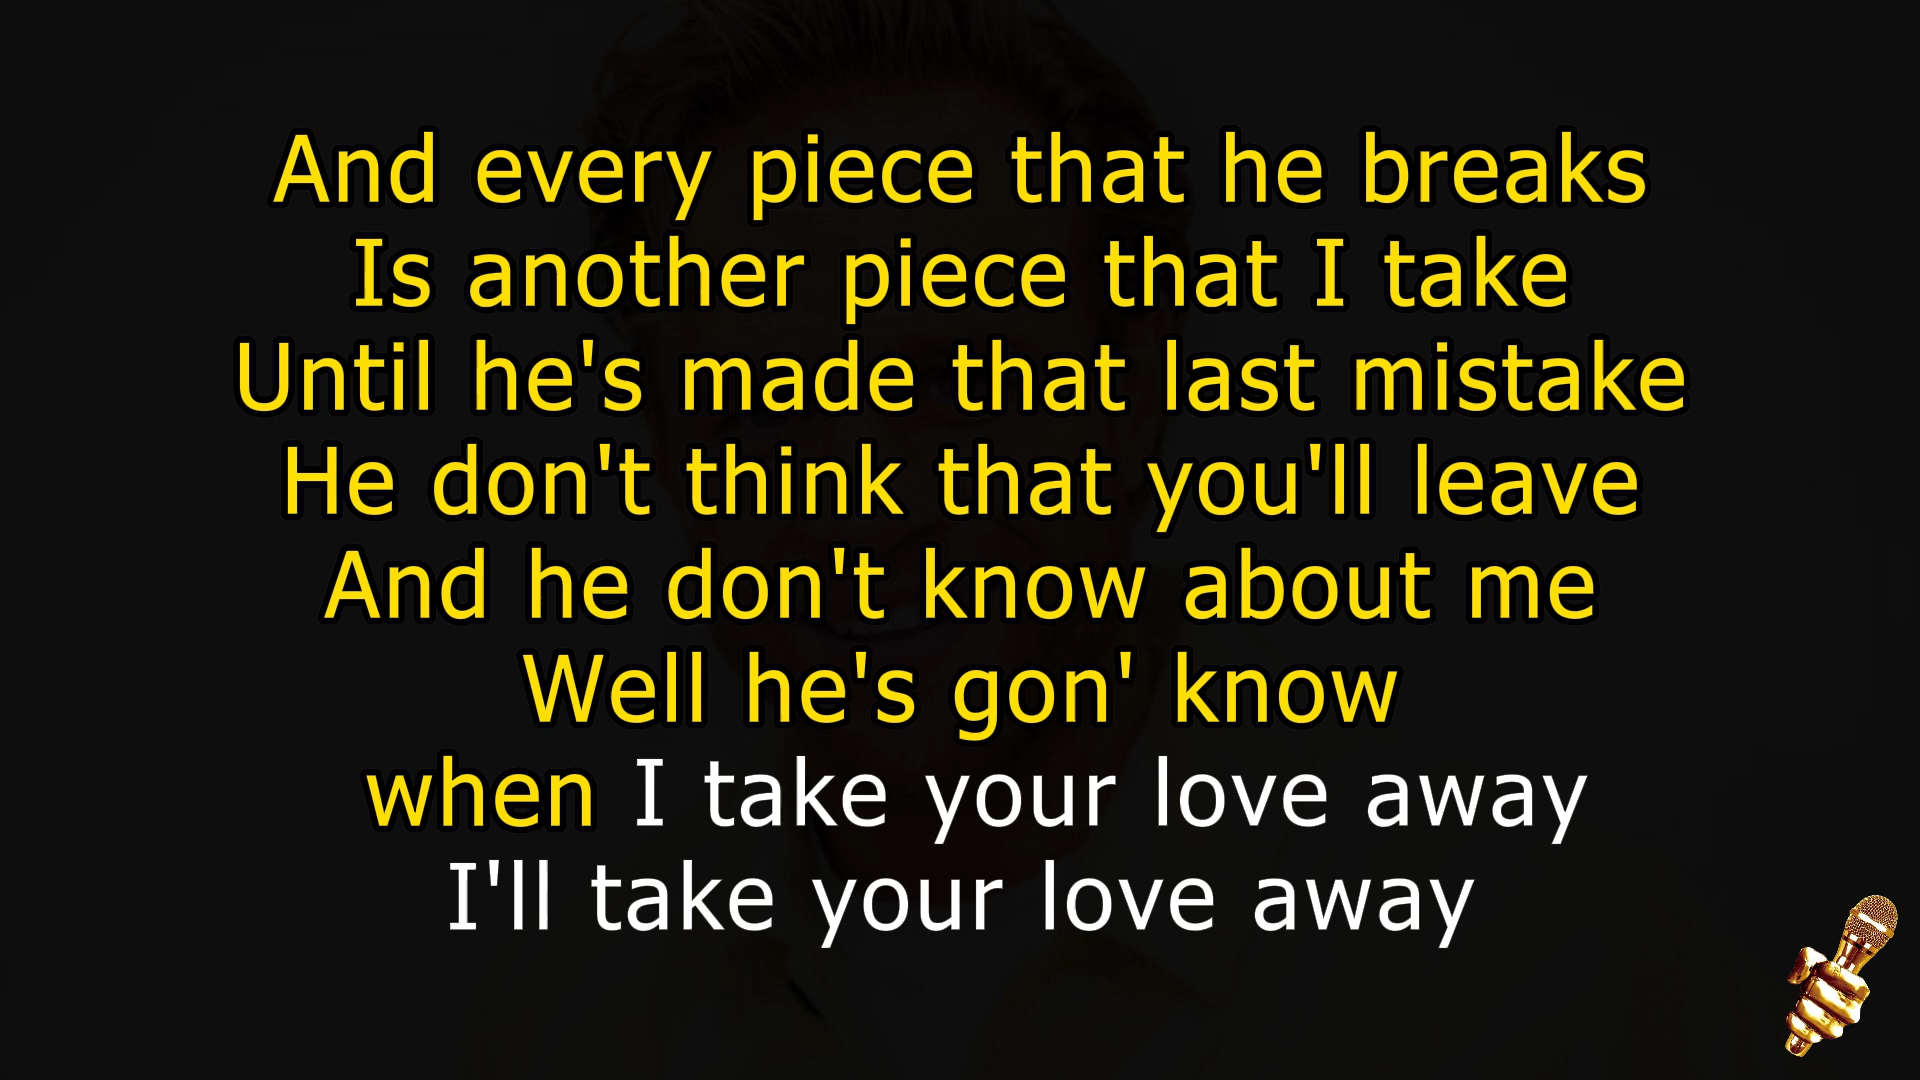 And every piece that he breaks
Is another piece that I take
Until he's made that last mistake
He don't think that you'll leave
And he don't know about me
Well he's gon' know
when I take your love away
I'll take your love away